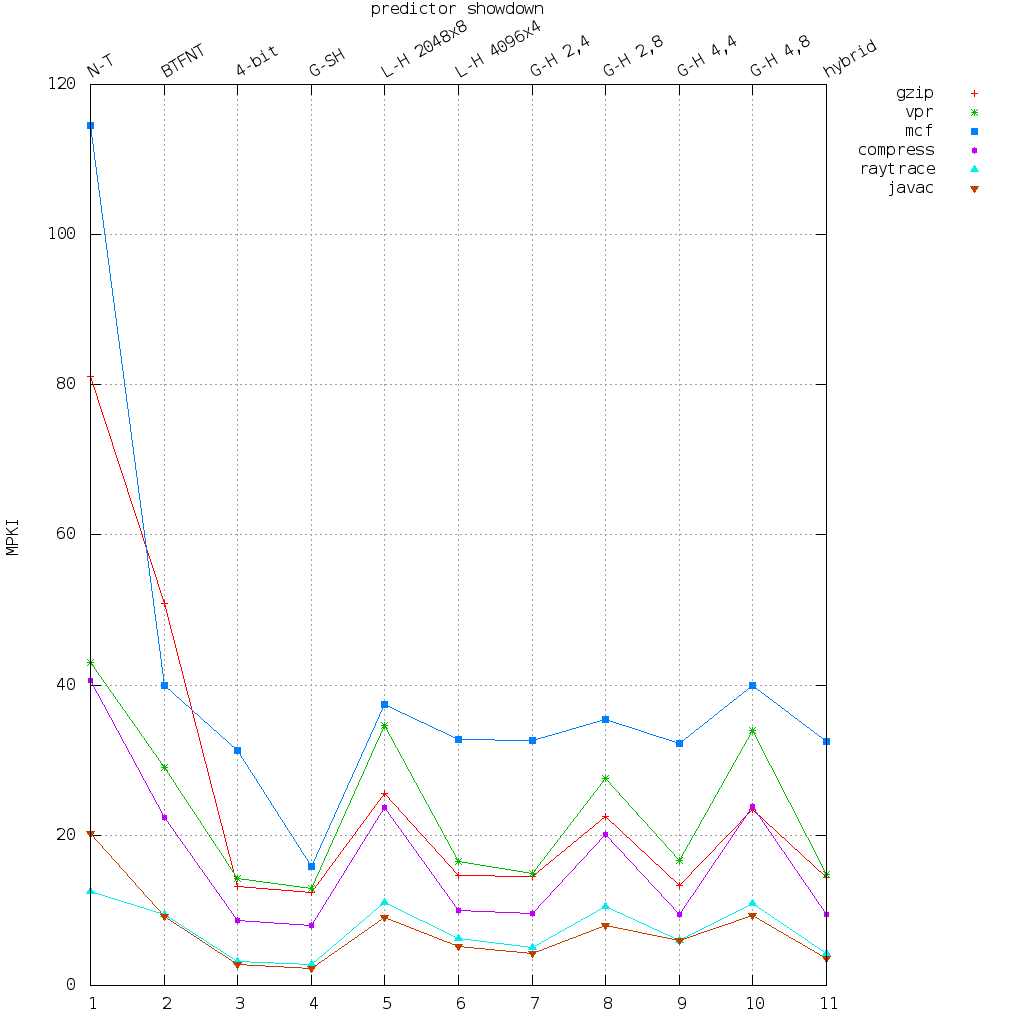 predictor showdown
N-T BTFNT 4-bit G-SH L-H 2048x8 L-H 4096x4 G-H 2,4 G-H 2,8 G-H 4,4 G-H 4,8 hybrid
120
100
80
60
40
20
0
MPKI
1 2 3 4 5 6 7 8 9 10 11
gzip
vpr
mcf
compress
raytrace
javac